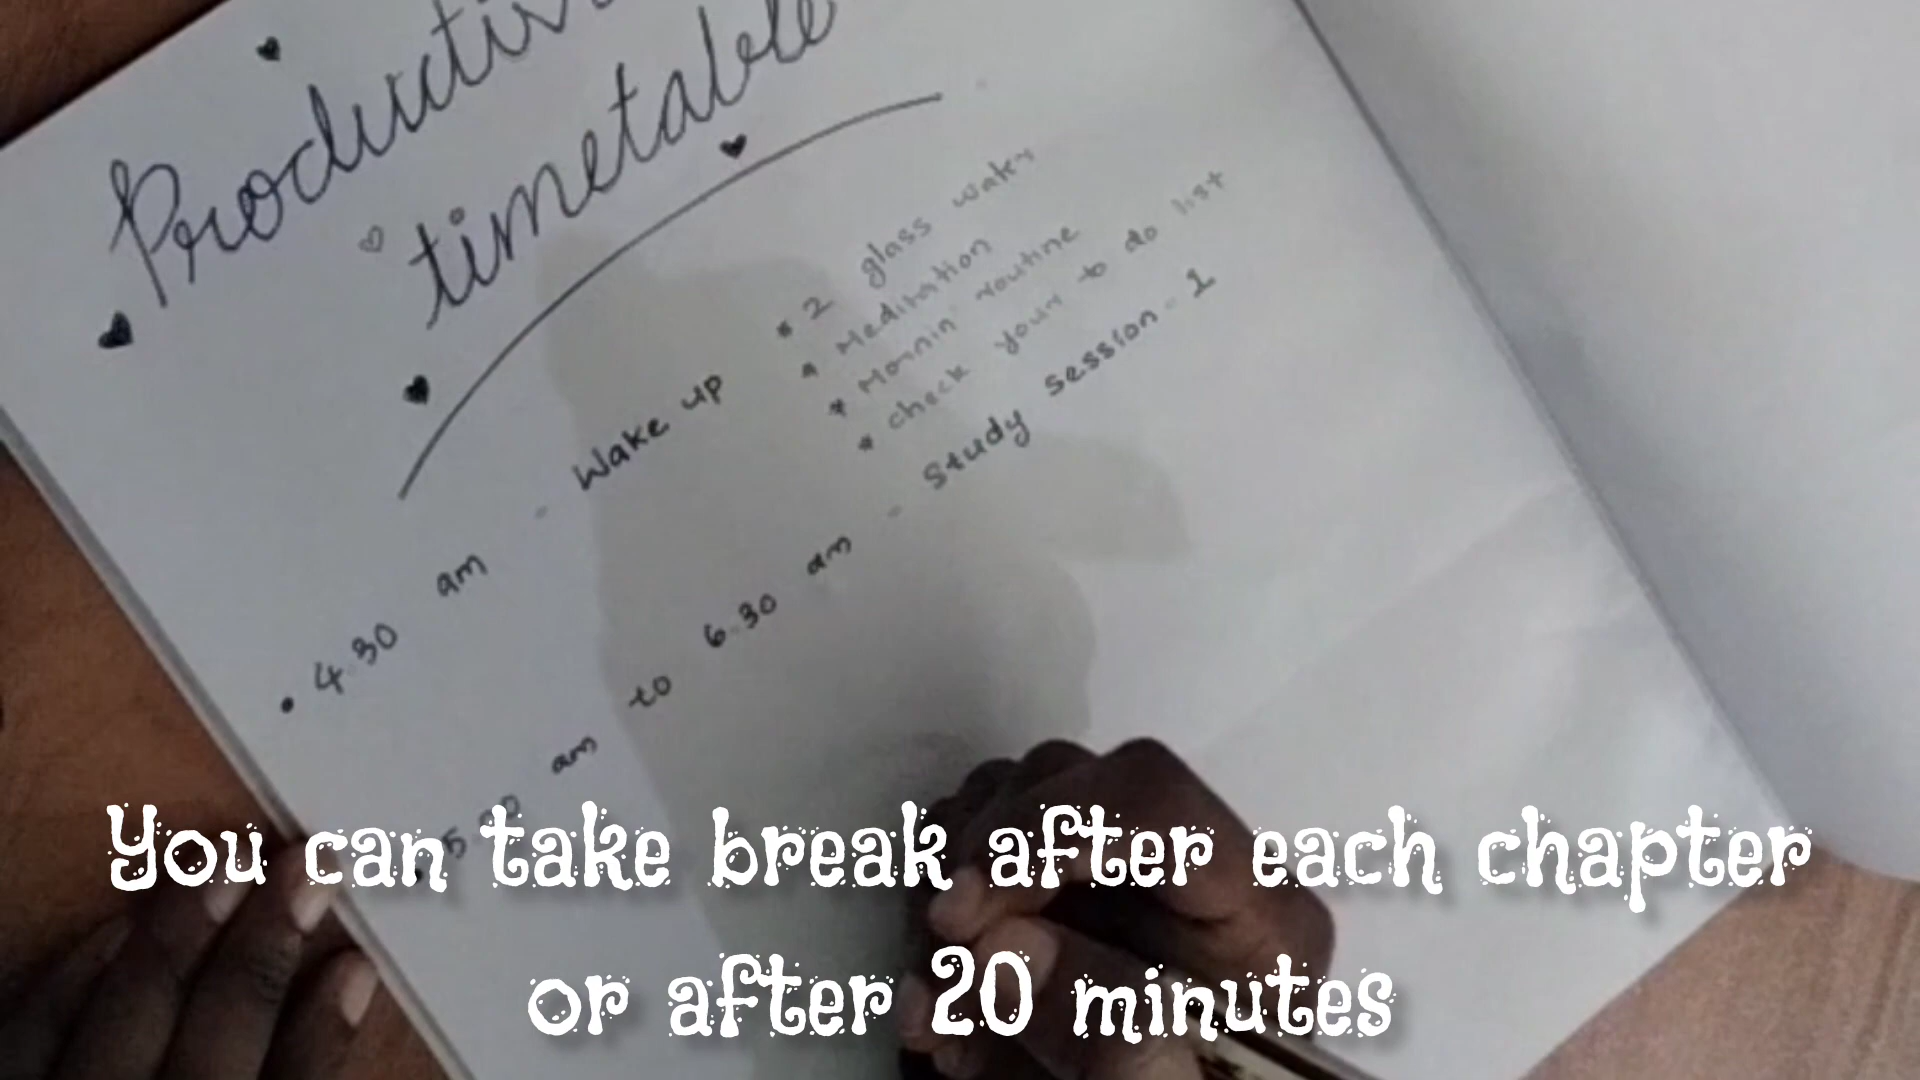 Productiv
timetable
• 4.30 am - Wake up
* 2 glass water
* Meditation
* Mornin routine
* check your to do list
5.00 am to 6.30 am - Study session - 1
You can take break after each chapter
or after 20 minutes